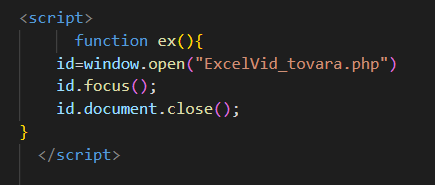 <script>
function ex(){
id=window.open("ExcelVid_tovara.php")
id.focus();
id.document.close();
}
</script>